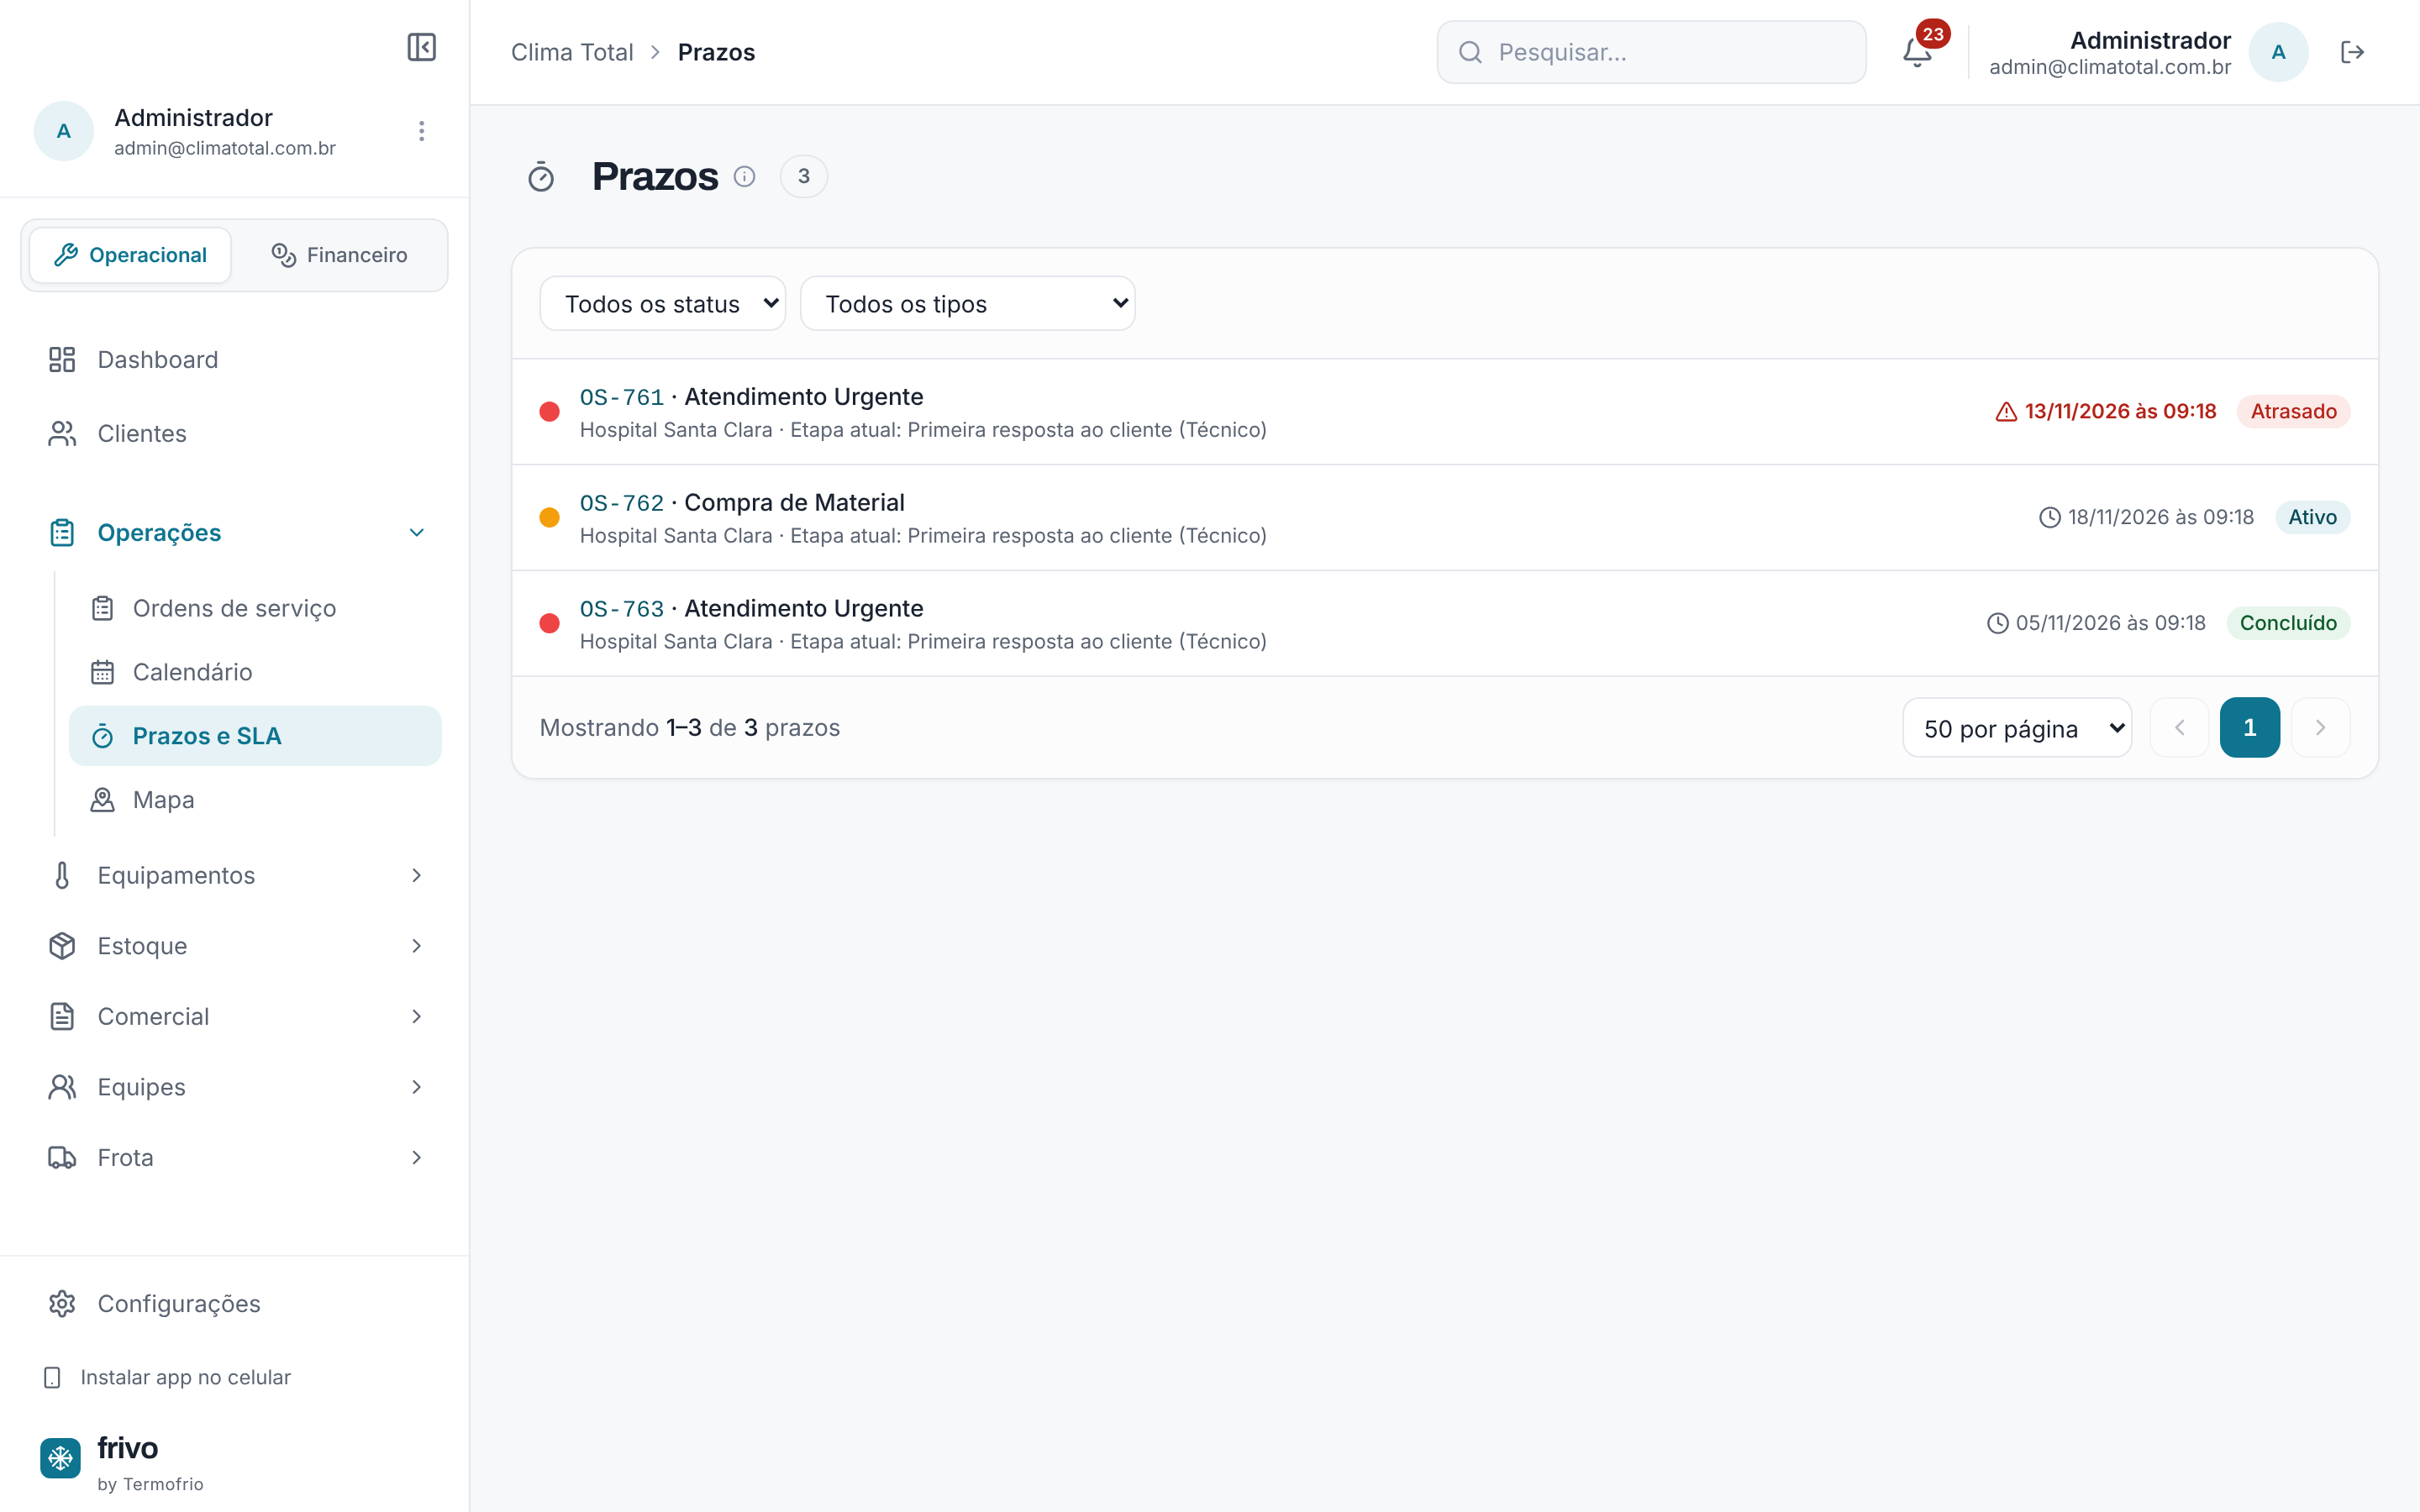 Administrador
admin@climatotal.com.br
A
Operacional
Financeiro
Dashboard
Clientes
Operações
Ordens de serviço
Calendário
Prazos e SLA
Mapa
Equipamentos
Estoque
Comercial
Equipes
Frota
Configurações
Instalar app no celular
frivo
by Termofrio
Clima Total > Prazos
Pesquisar...
23
Administrador
admin@climatotal.com.br
A
Prazos
3
Todos os status
Todos os tipos
OS-761 · Atendimento Urgente
Hospital Santa Clara · Etapa atual: Primeira resposta ao cliente (Técnico)
13/11/2026 às 09:18
Atrasado
OS-762 · Compra de Material
Hospital Santa Clara · Etapa atual: Primeira resposta ao cliente (Técnico)
18/11/2026 às 09:18
Ativo
OS-763 · Atendimento Urgente
Hospital Santa Clara · Etapa atual: Primeira resposta ao cliente (Técnico)
05/11/2026 às 09:18
Concluído
Mostrando 1–3 de 3 prazos
50 por página
1